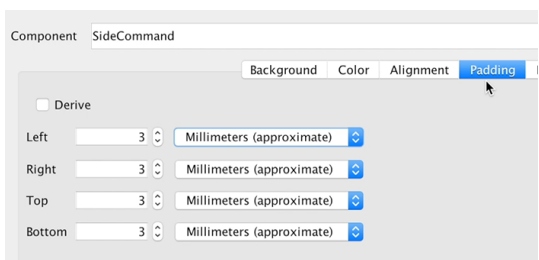 Component SideCommand
Background Color Alignment Padding
Derive
Left 3 Millimeters (approximate)
Right 3 Millimeters (approximate)
Top 3 Millimeters (approximate)
Bottom 3 Millimeters (approximate)